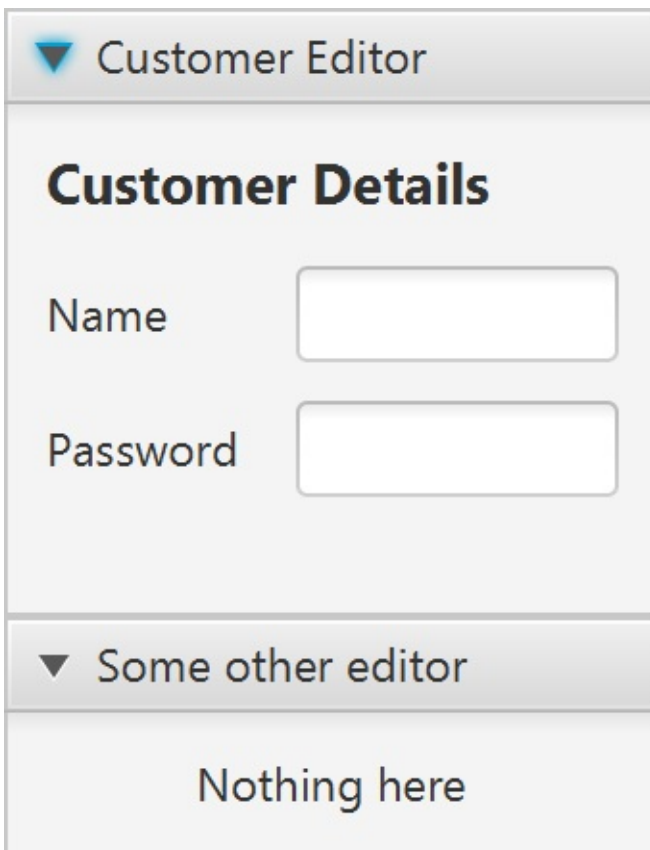 Customer Editor
Customer Details
Name
Password
Some other editor
Nothing here